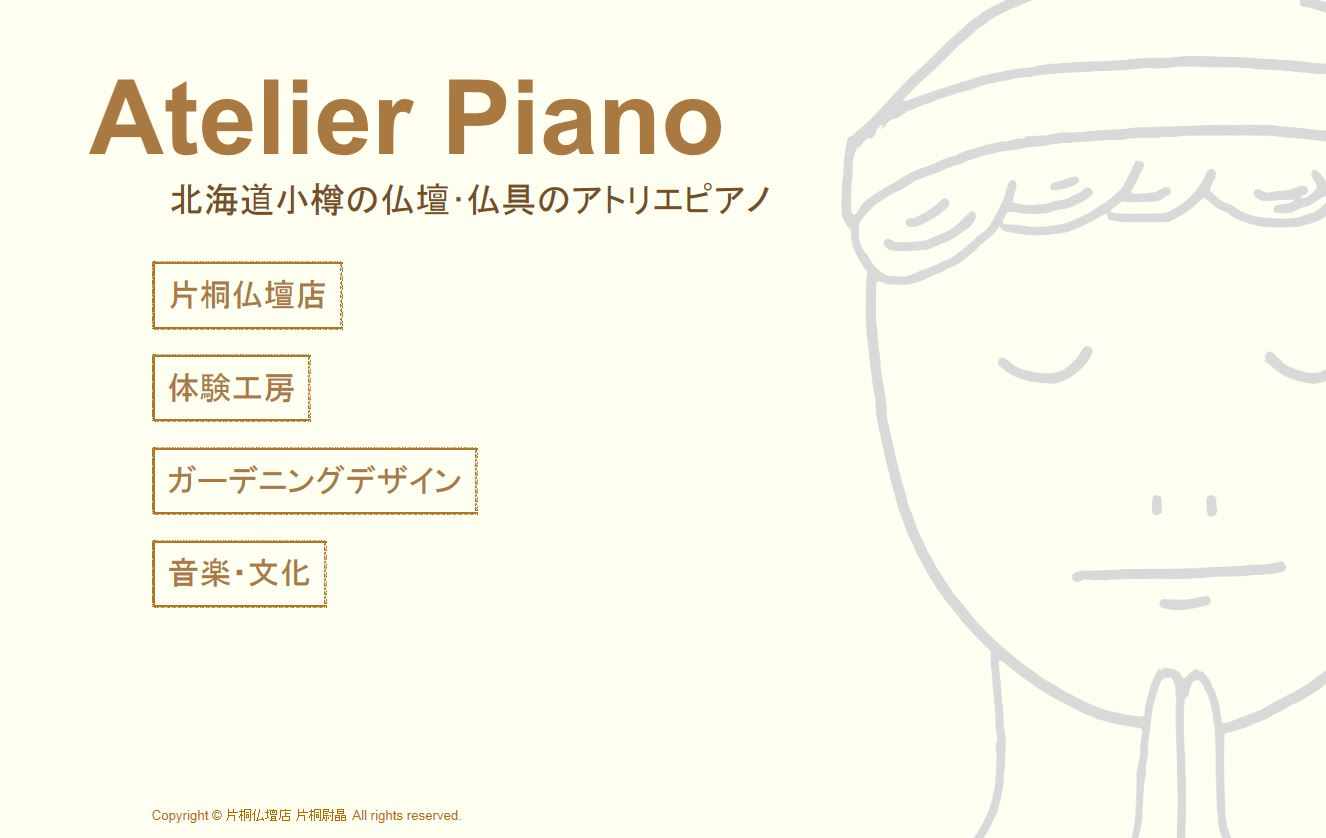 Atelier Piano
北海道小樽の仏壇･仏具のアトリエピアノ
片桐仏壇店
体験工房
ガーデニングデザイン
音楽・文化
Copyright © 片桐仏壇店 片桐尉晶 All rights reserved.